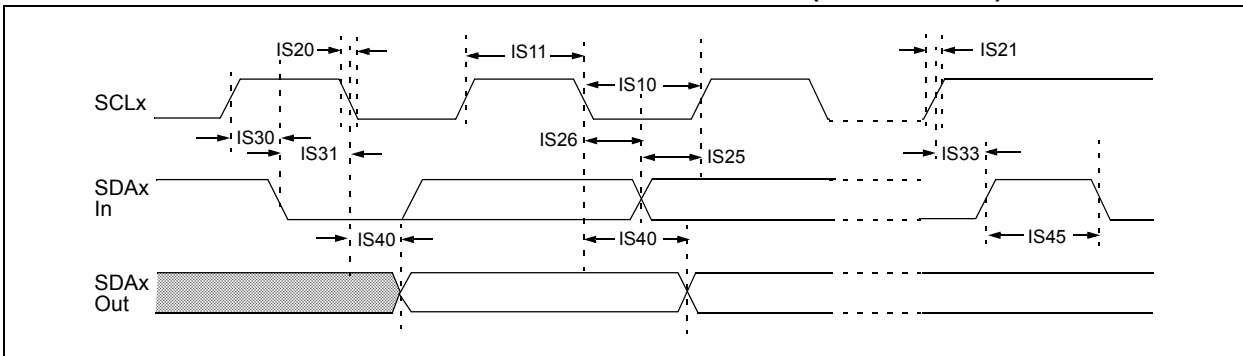 IS20
IS11
IS21
IS10
SCLx
IS30
IS26
IS31
IS25
IS33
SDAx
In
IS40
IS40
IS45
SDAx
Out